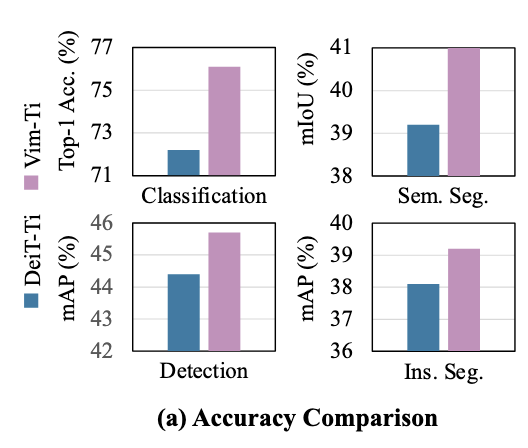 Vim-Ti
DeiT-Ti
Top-1 Acc. (%)
77
75
73
71
Classification
mIoU (%)
41
40
39
38
Sem. Seg.
mAP (%)
46
45
44
43
42
Detection
mAP (%)
40
39
38
37
36
Ins. Seg.
(a) Accuracy Comparison